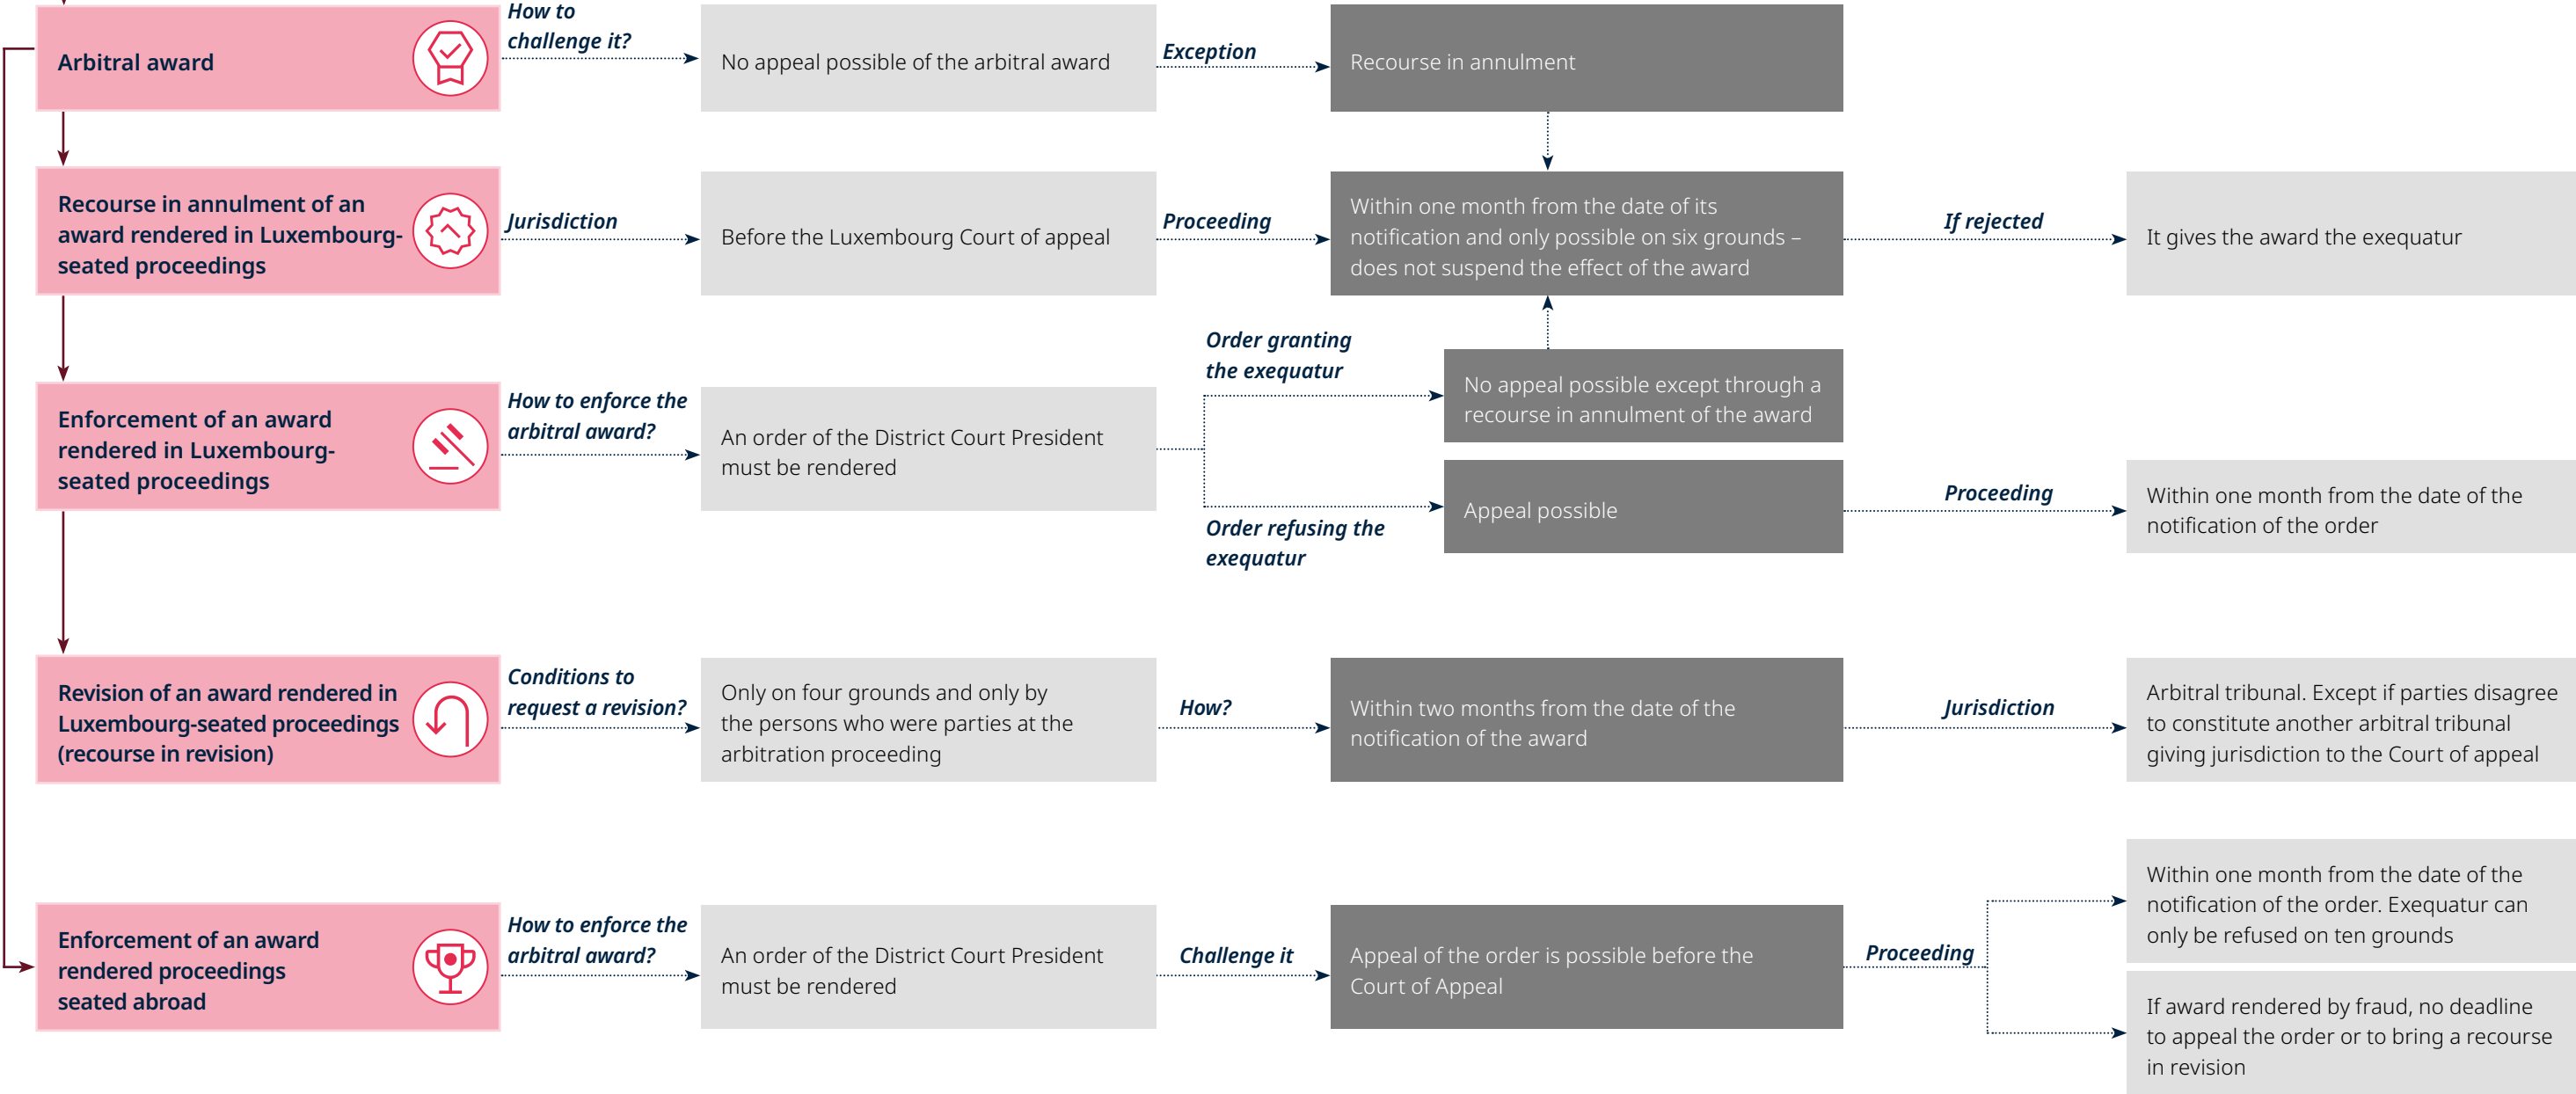 Arbitral award
How to
challenge it?
No appeal possible of the arbitral award
Exception
Recourse in annulment
Recourse in annulment of an
award rendered in Luxembourg-
seated proceedings
Jurisdiction
Before the Luxembourg Court of appeal
Proceeding
Within one month from the date of its
notification and only possible on six grounds –
does not suspend the effect of the award
If rejected
It gives the award the exequatur
Enforcement of an award
rendered in Luxembourg-
seated proceedings
How to enforce the
arbitral award?
An order of the District Court President
must be rendered
Order granting
the exequatur
No appeal possible except through a
recourse in annulment of the award
Order refusing the
exequatur
Appeal possible
Proceeding
Within one month from the date of the
notification of the order
Revision of an award rendered in
Luxembourg-seated proceedings
(recourse in revision)
Conditions to
request a revision?
Only on four grounds and only by
the persons who were parties at the
arbitration proceeding
How?
Within two months from the date of the
notification of the award
Jurisdiction
Arbitral tribunal. Except if parties disagree
to constitute another arbitral tribunal
giving jurisdiction to the Court of appeal
Enforcement of an award
rendered proceedings
seated abroad
How to enforce the
arbitral award?
An order of the District Court President
must be rendered
Challenge it
Appeal of the order is possible before the
Court of Appeal
Proceeding
Within one month from the date of the
notification of the order. Exequatur can
only be refused on ten grounds
If award rendered by fraud, no deadline
to appeal the order or to bring a recourse
in revision